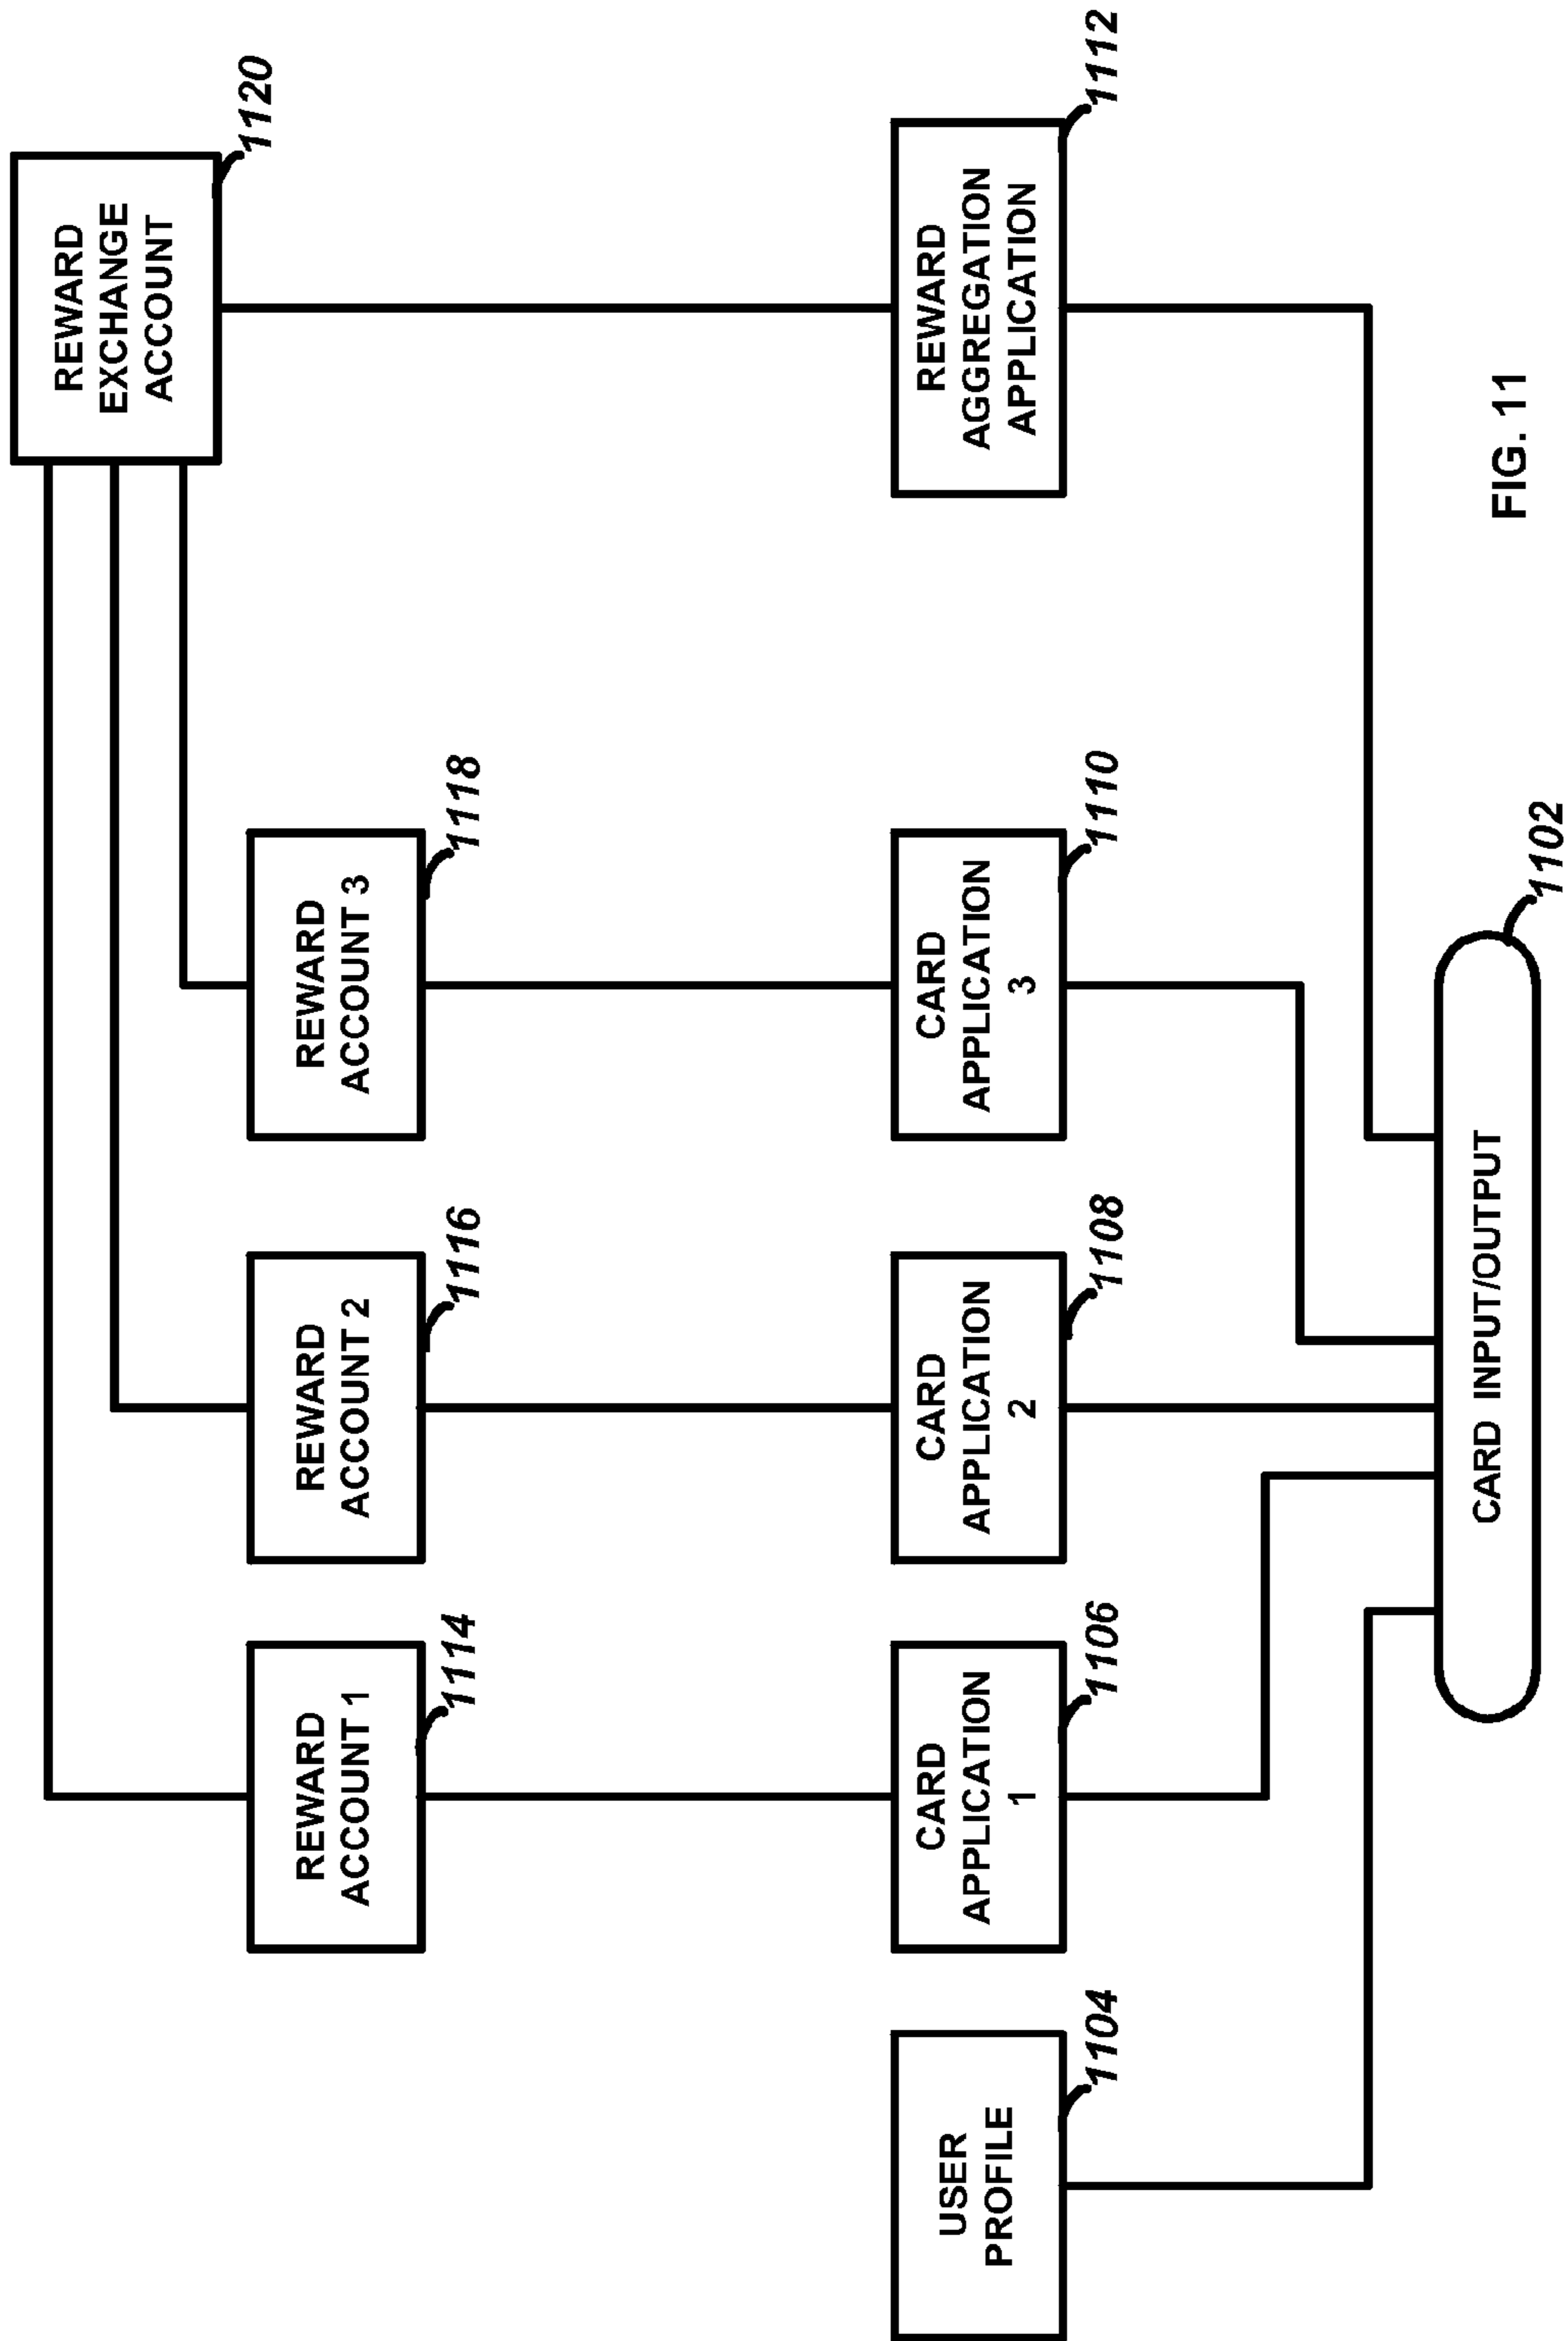 REWARD
EXCHANGE
ACCOUNT
1120
REWARD
ACCOUNT 1
1114
REWARD
ACCOUNT 2
1116
REWARD
ACCOUNT 3
1118
USER
PROFILE
1104
CARD
APPLICATION
1
1106
CARD
APPLICATION
2
1108
CARD
APPLICATION
3
1110
REWARD
AGGREGATION
APPLICATION
1112
CARD INPUT/OUTPUT
1102
FIG. 11